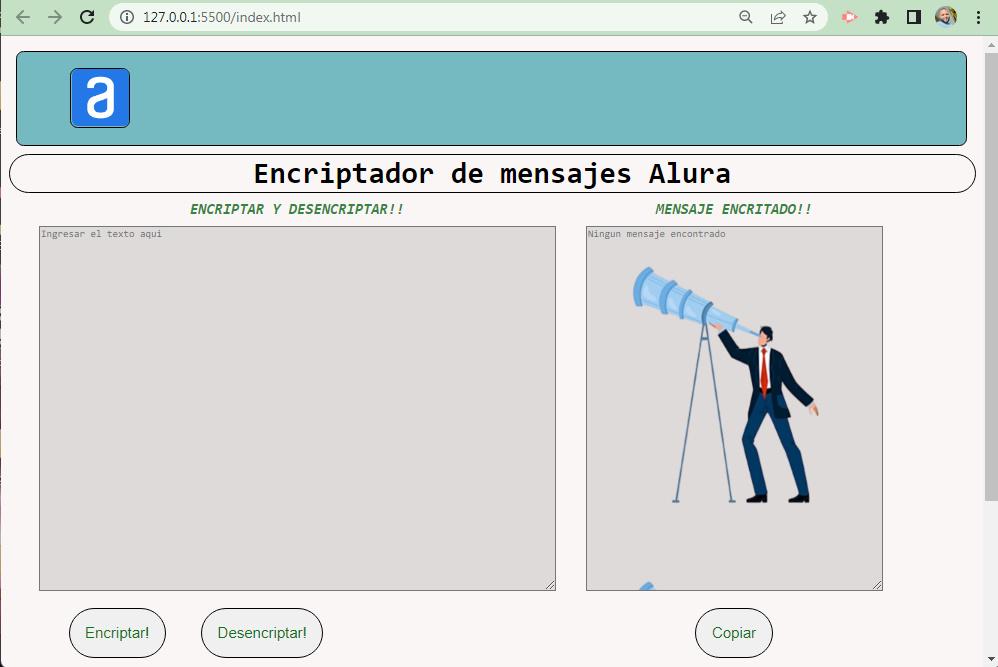 127.0.0.1:5500/index.html
a
Encriptador de mensajes Alura
ENCRIPTAR Y DESENCRIPTAR!!
MENSAJE ENCRITADO!!
Ingresar el texto aqui
Ningun mensaje encontrado
Encriptar!
Desencriptar!
Copiar